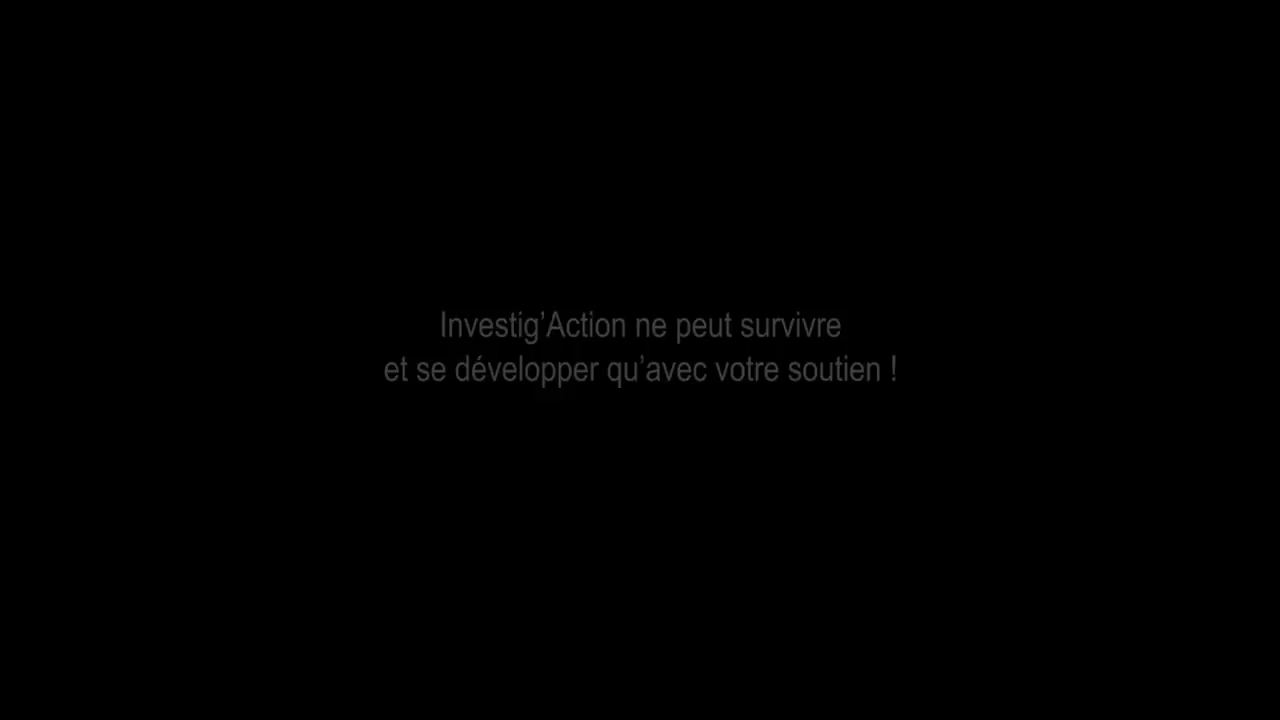 Investig’Action ne peut survivre
et se développer qu’avec votre soutien !